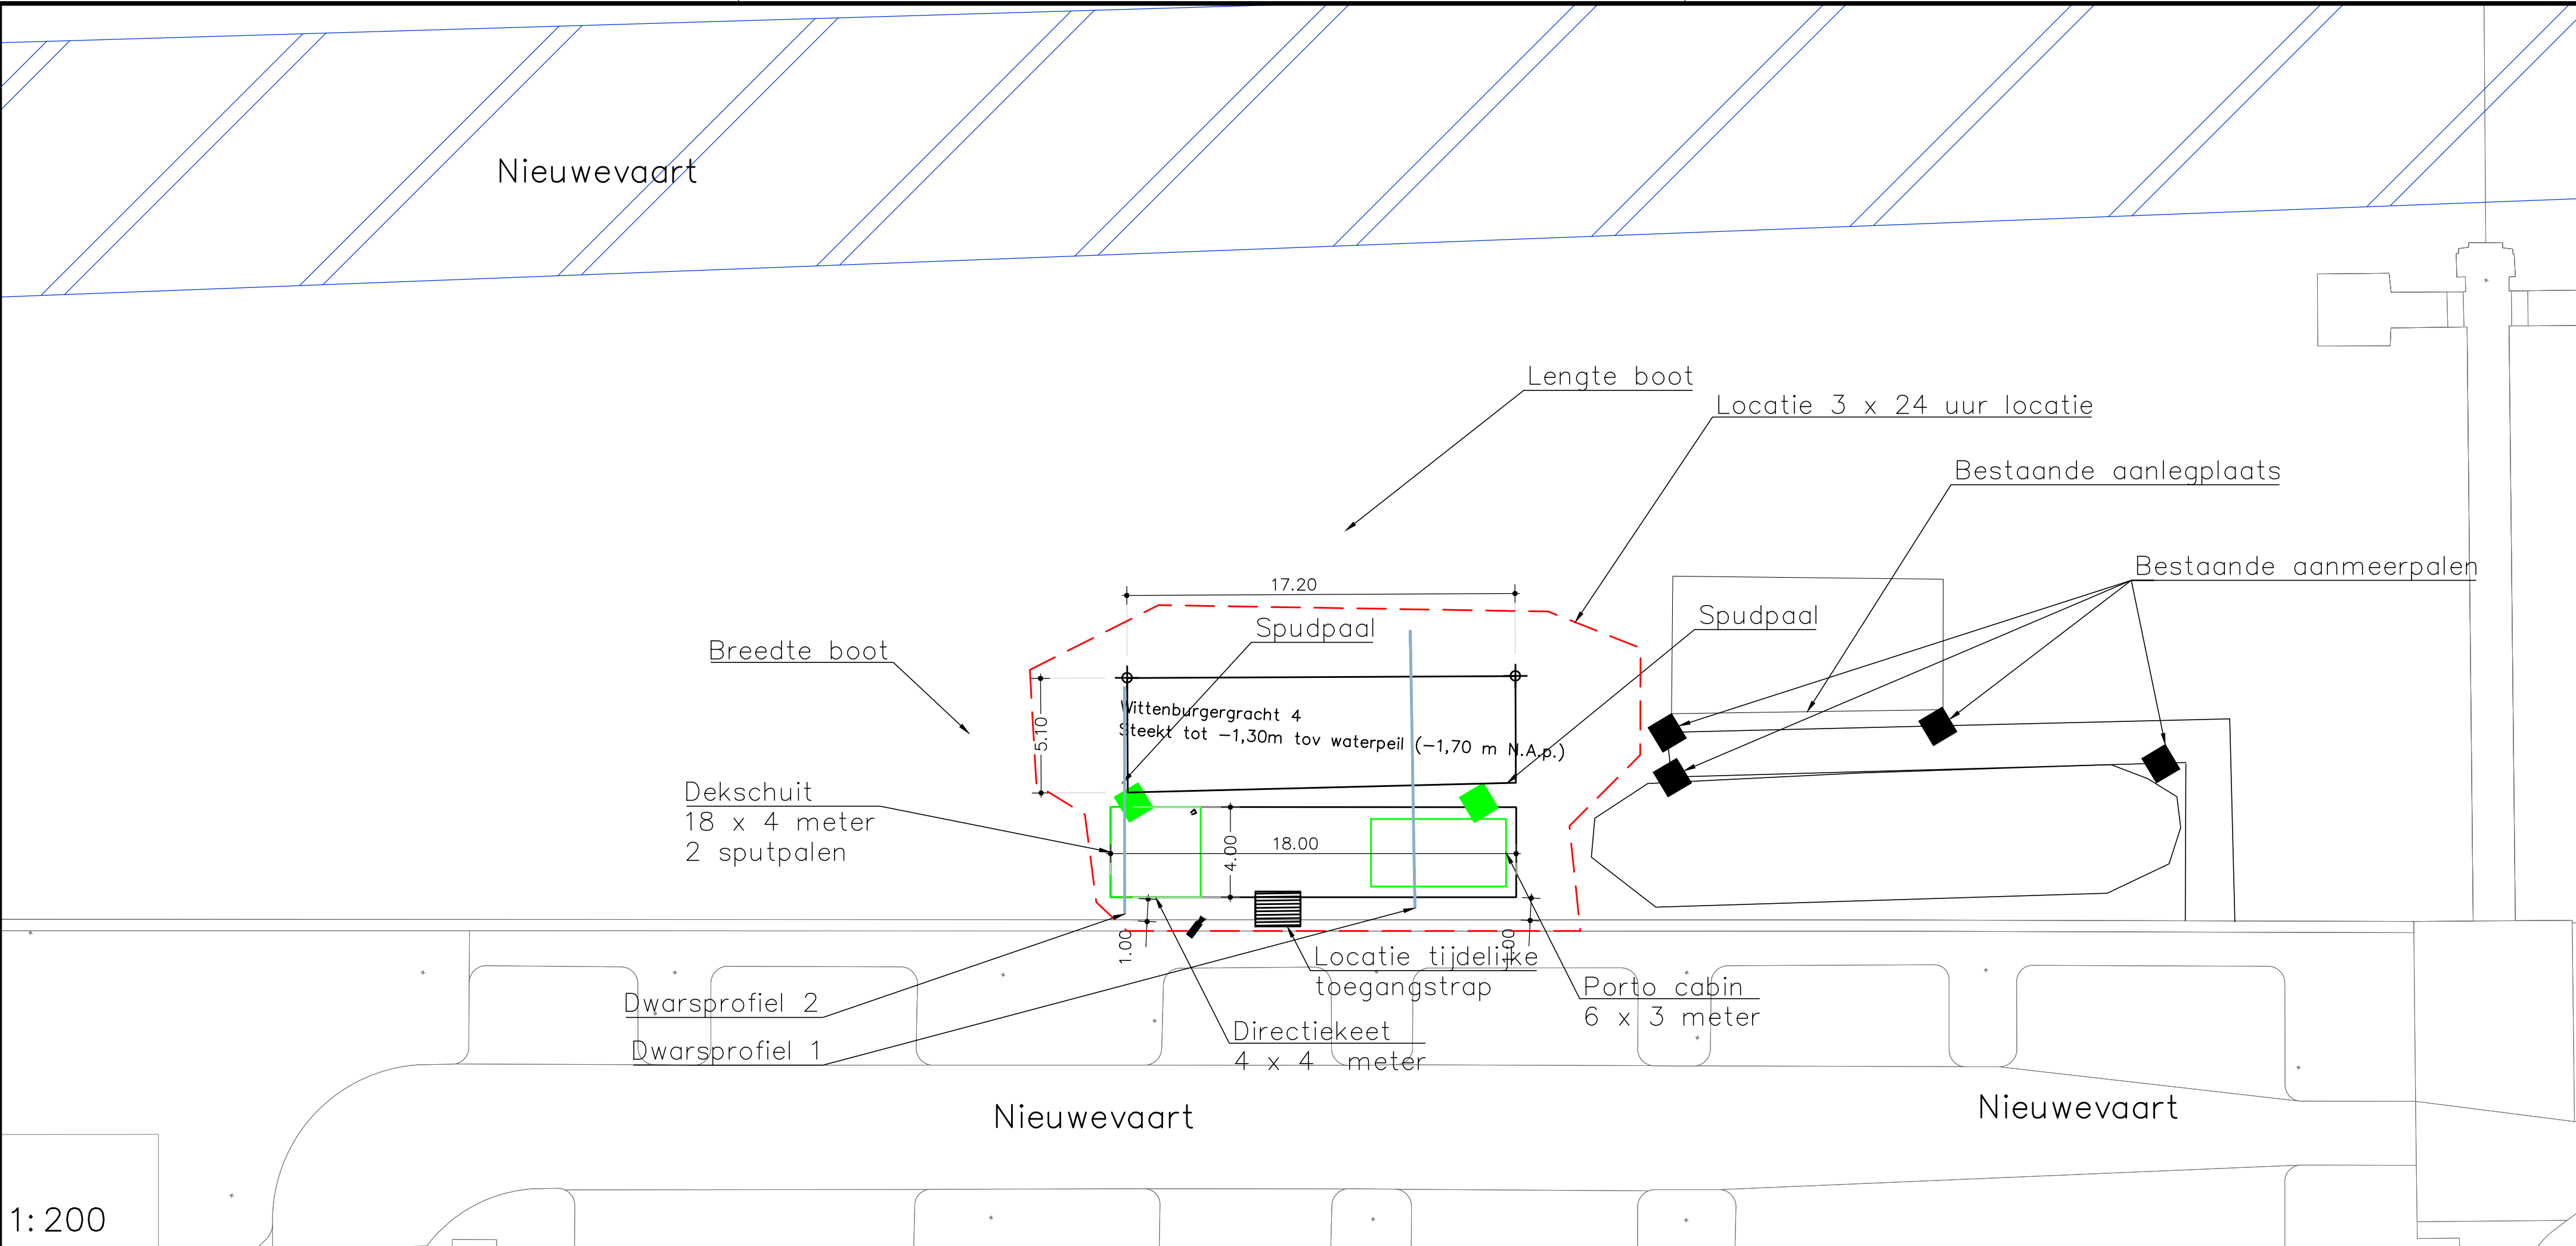 Nieuwevaart
Lengte boot
Locatie 3 x 24 uur locatie
Bestaande aanlegplaats
Bestaande aanmeerpalen
17.20
Spudpaal
Spudpaal
Breedte boot
5.10
Wittenburgergracht 4
Steekt tot -1,30m tov waterpeil (-1,70 m N.A.p.)
Dekschuit
18 x 4 meter
2 sputpalen
4.00
18.00
1.00
1.00
Locatie tijdelijke
toegangstrap
Porto cabin
6 x 3 meter
Dwarsprofiel 2
Directiekeet
4 x 4 meter
Dwarsprofiel 1
Nieuwevaart
Nieuwevaart
1:200